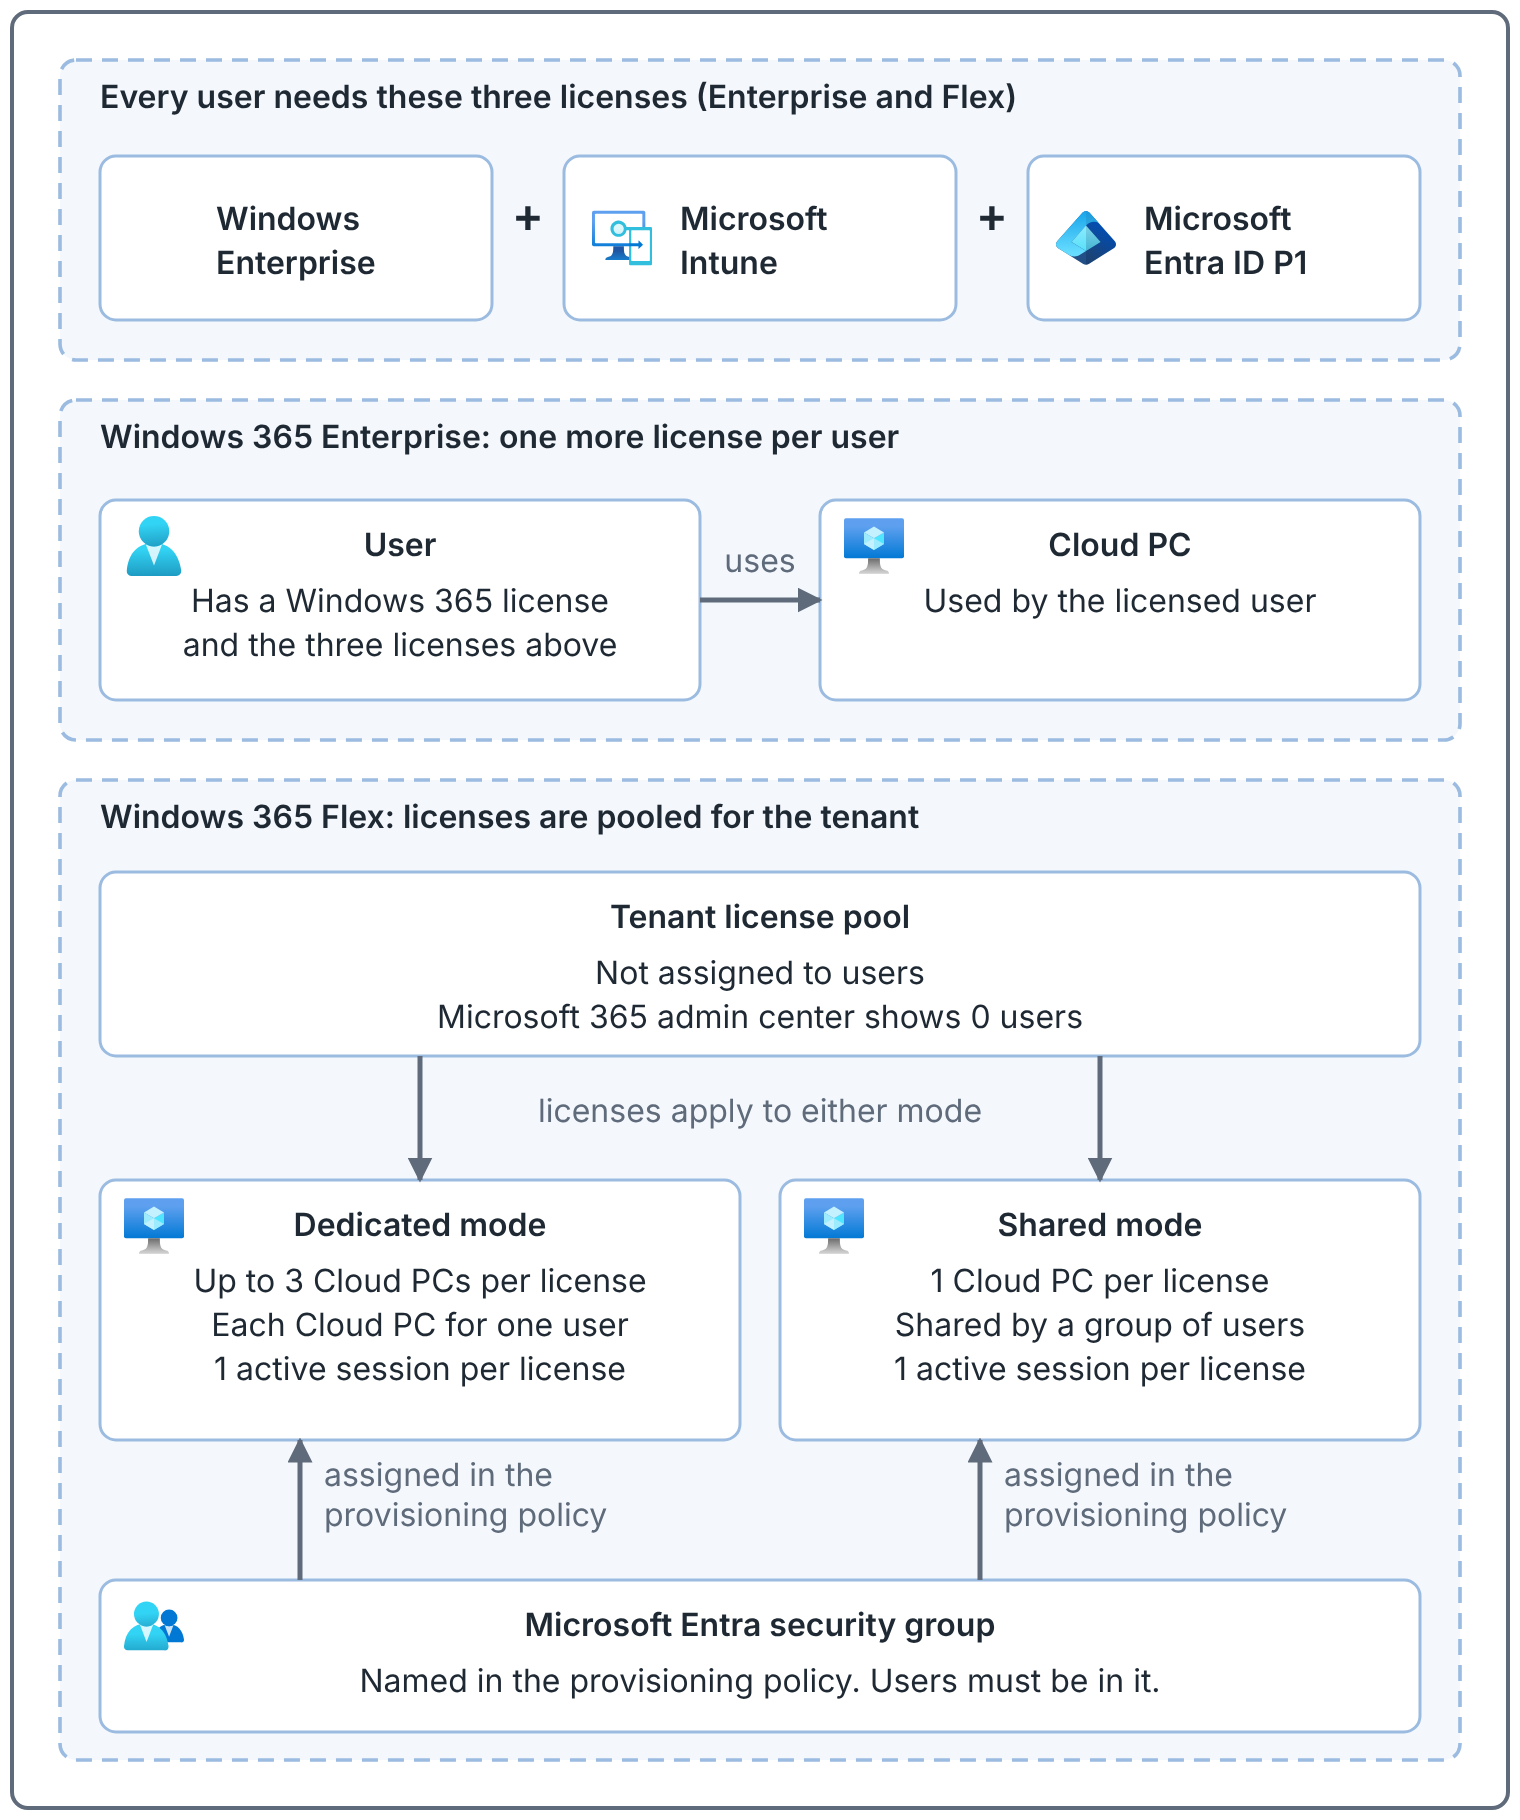 Every user needs these three licenses (Enterprise and Flex)
Windows
Enterprise
+
Microsoft
Intune
+
Microsoft
Entra ID P1
Windows 365 Enterprise: one more license per user
User
Has a Windows 365 license
and the three licenses above
uses
Cloud PC
Used by the licensed user
Windows 365 Flex: licenses are pooled for the tenant
Tenant license pool
Not assigned to users
Microsoft 365 admin center shows 0 users
licenses apply to either mode
Dedicated mode
Up to 3 Cloud PCs per license
Each Cloud PC for one user
1 active session per license
Shared mode
1 Cloud PC per license
Shared by a group of users
1 active session per license
assigned in the
provisioning policy
assigned in the
provisioning policy
Microsoft Entra security group
Named in the provisioning policy. Users must be in it.